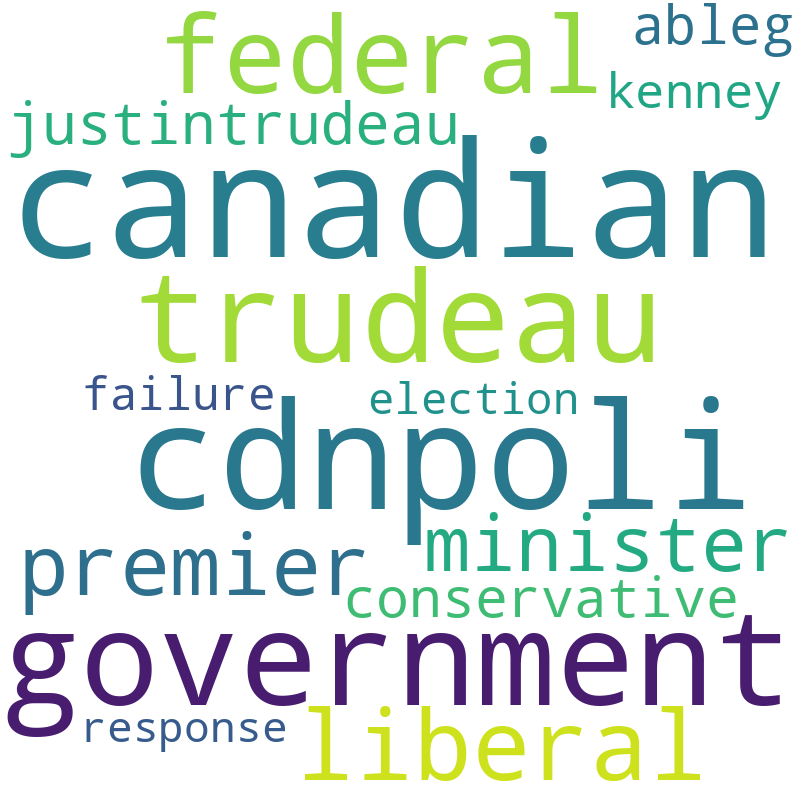 federal ableg
kenney
justintrudeau
canadian
trudeau
failure election
cdnpoli
minister
premier
conservative
government
response liberal